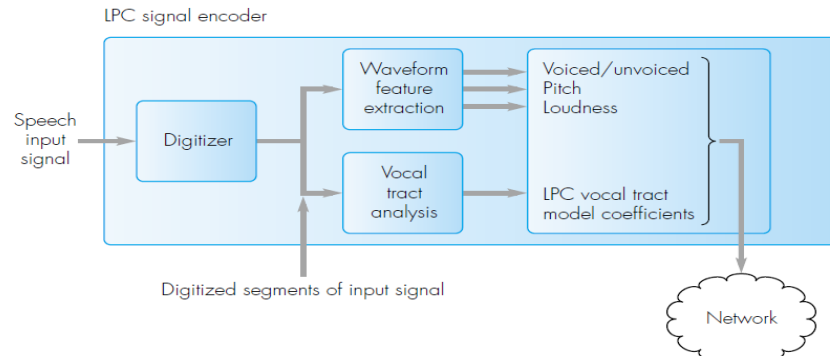 LPC signal encoder
Speech
input
signal
Digitizer
Waveform
feature
extraction
Vocal
tract
analysis
Voiced/unvoiced
Pitch
Loudness
LPC vocal tract
model coefficients
Digitized segments of input signal
Network